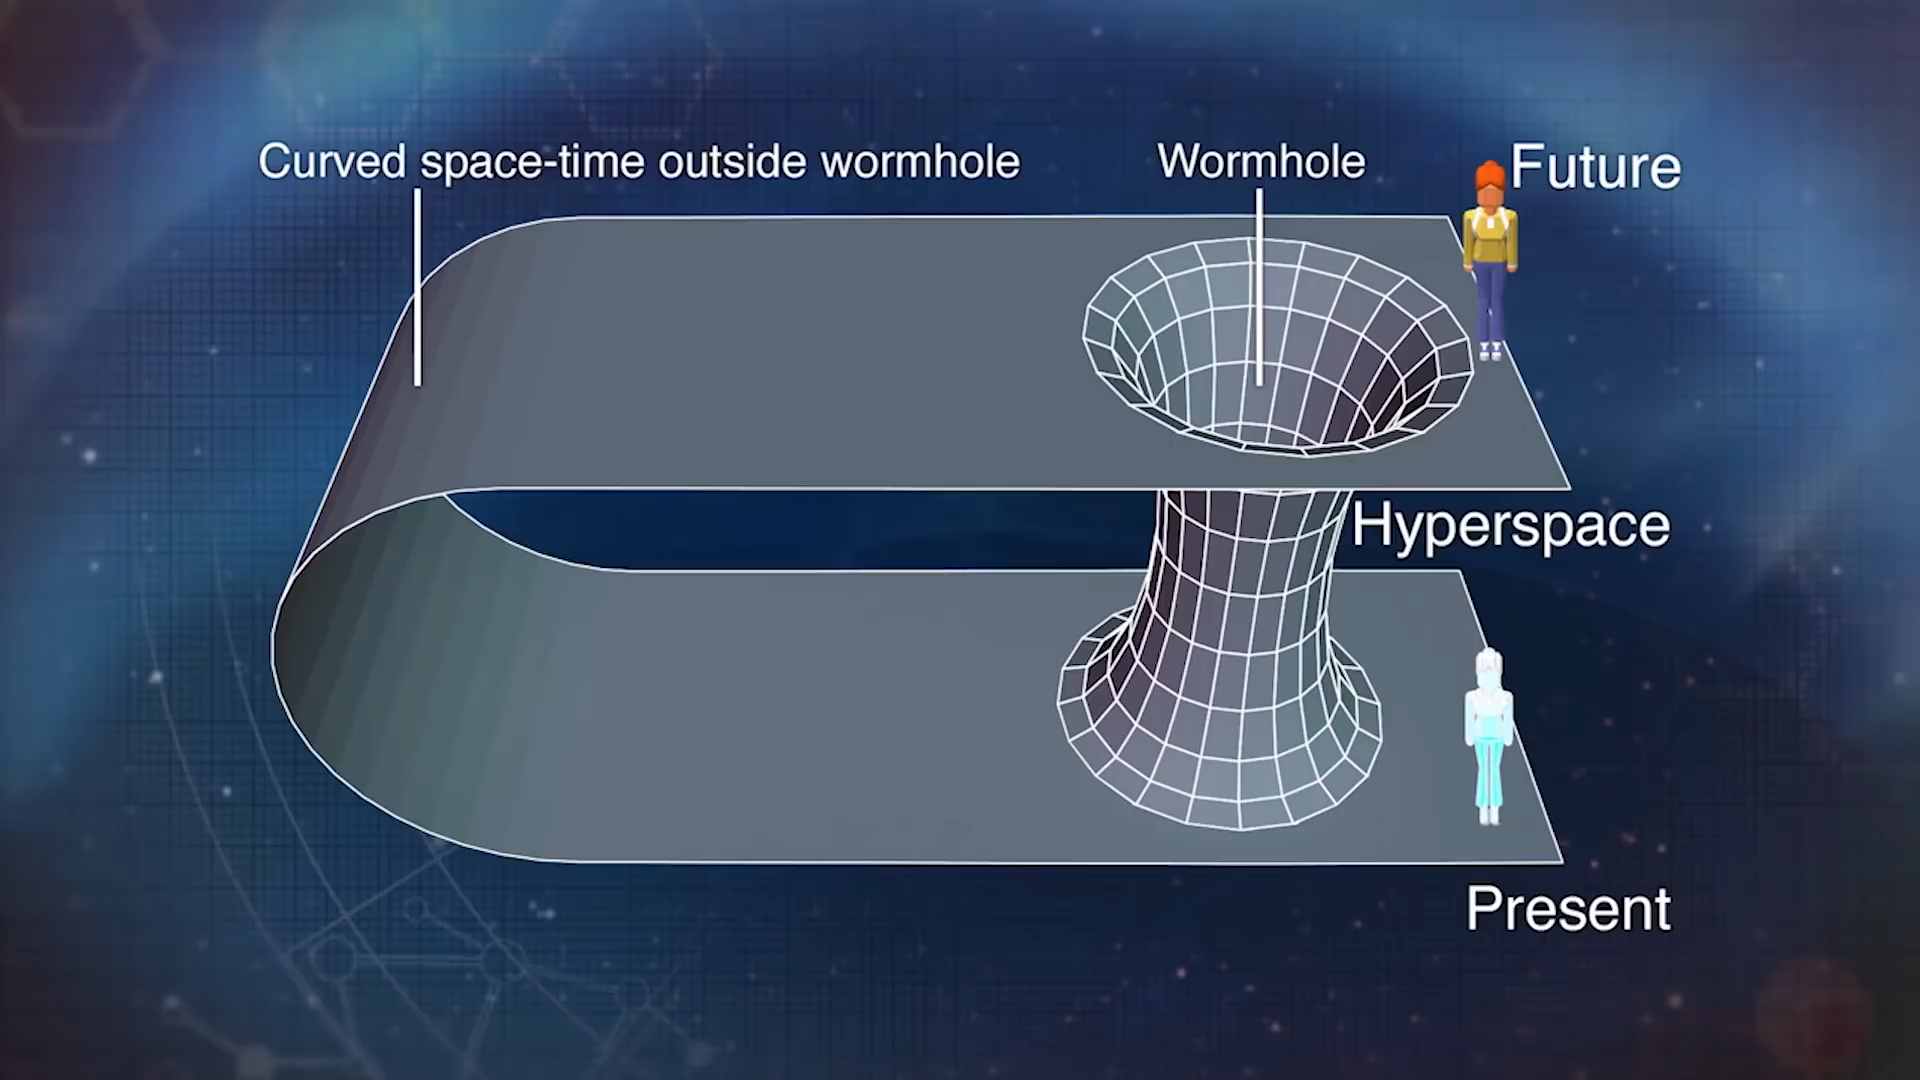 Curved space-time outside wormhole
Wormhole
Future
Hyperspace
Present